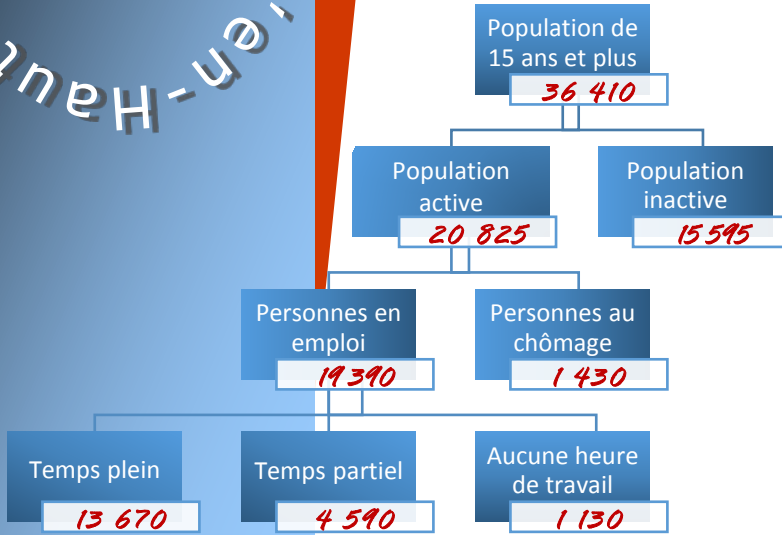 'en-Haut
Population de
15 ans et plus
36 410
Population
active
20 825
Population
inactive
15 595
Personnes en
emploi
19 390
Personnes au
chômage
1 430
Temps plein
13 670
Temps partiel
4 590
Aucune heure
de travail
1 130